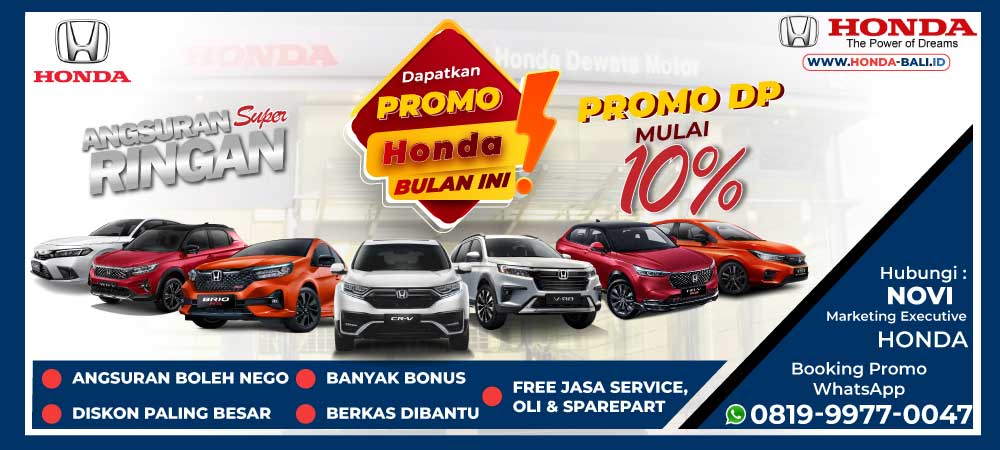 HONDA
HONDA
The Power of Dreams
WWW.HONDA-BALI.ID
Honda Dewata Motor
Dapatkan
PROMO
Honda
BULAN INI
!
ANGSURAN Super
RINGAN
PROMO DP
MULAI
10%
BRIO
CR-V
Hubungi :
NOVI
Marketing Executive
HONDA
Booking Promo
WhatsApp
0819-9977-0047
ANGSURAN BOLEH NEGO
DISKON PALING BESAR
BANYAK BONUS
BERKAS DIBANTU
FREE JASA SERVICE,
OLI & SPAREPART